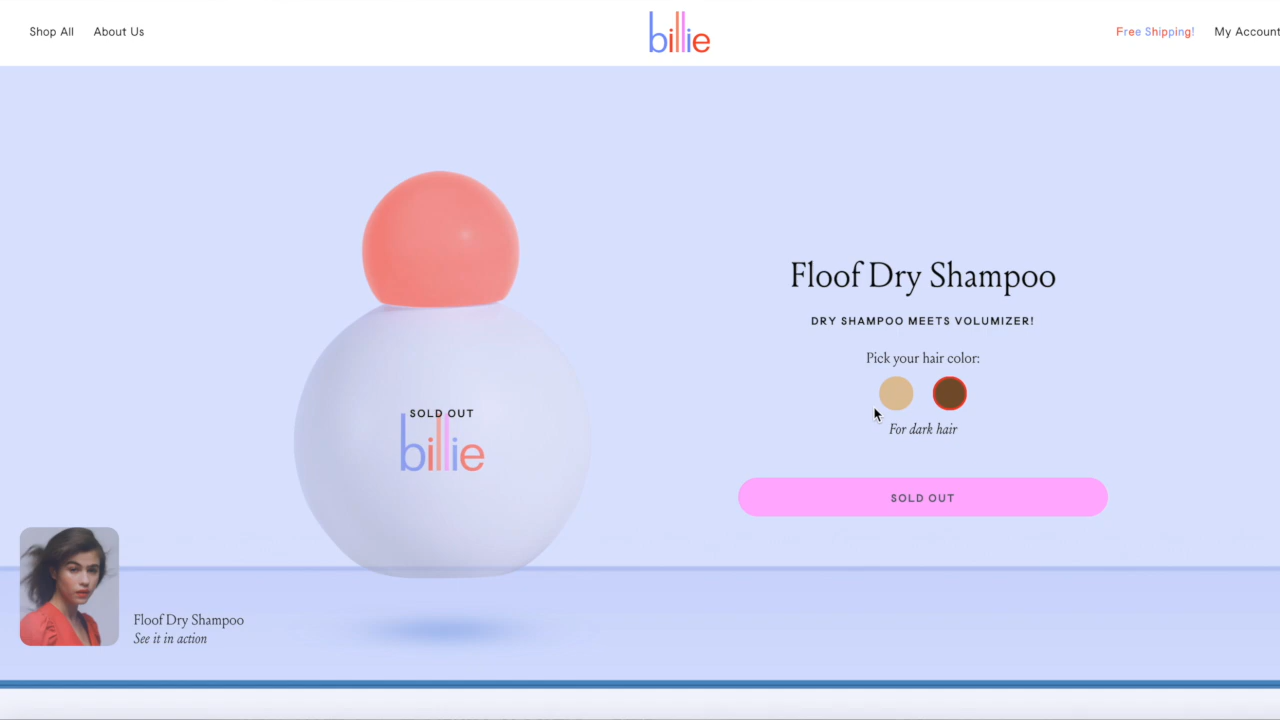 Shop All
About Us
billie
Free Shipping!
My Account
SOLD OUT
billie
Floof Dry Shampoo
DRY SHAMPOO MEETS VOLUMIZER!
Pick your hair color:
For dark hair
SOLD OUT
Floof Dry Shampoo
See it in action